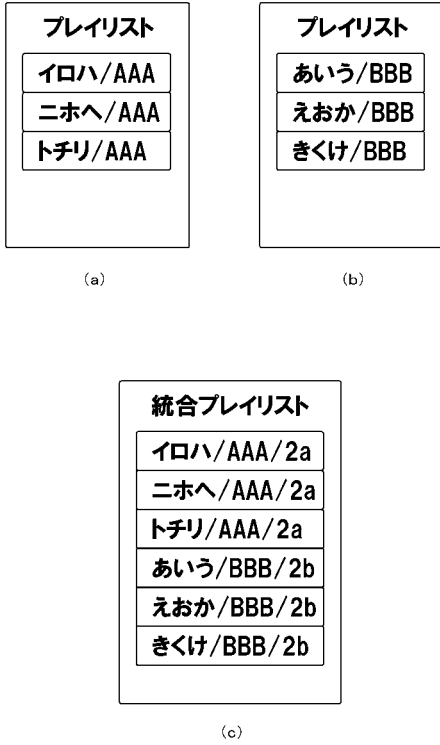 プレイリスト
イロハ/AAA
ニホヘ/AAA
トチリ/AAA
(a)
プレイリスト
あいう/BBB
えおか/BBB
きくけ/BBB
(b)
統合プレイリスト
イロハ/AAA/2a
ニホヘ/AAA/2a
トチリ/AAA/2a
あいう/BBB/2b
えおか/BBB/2b
きくけ/BBB/2b
(c)